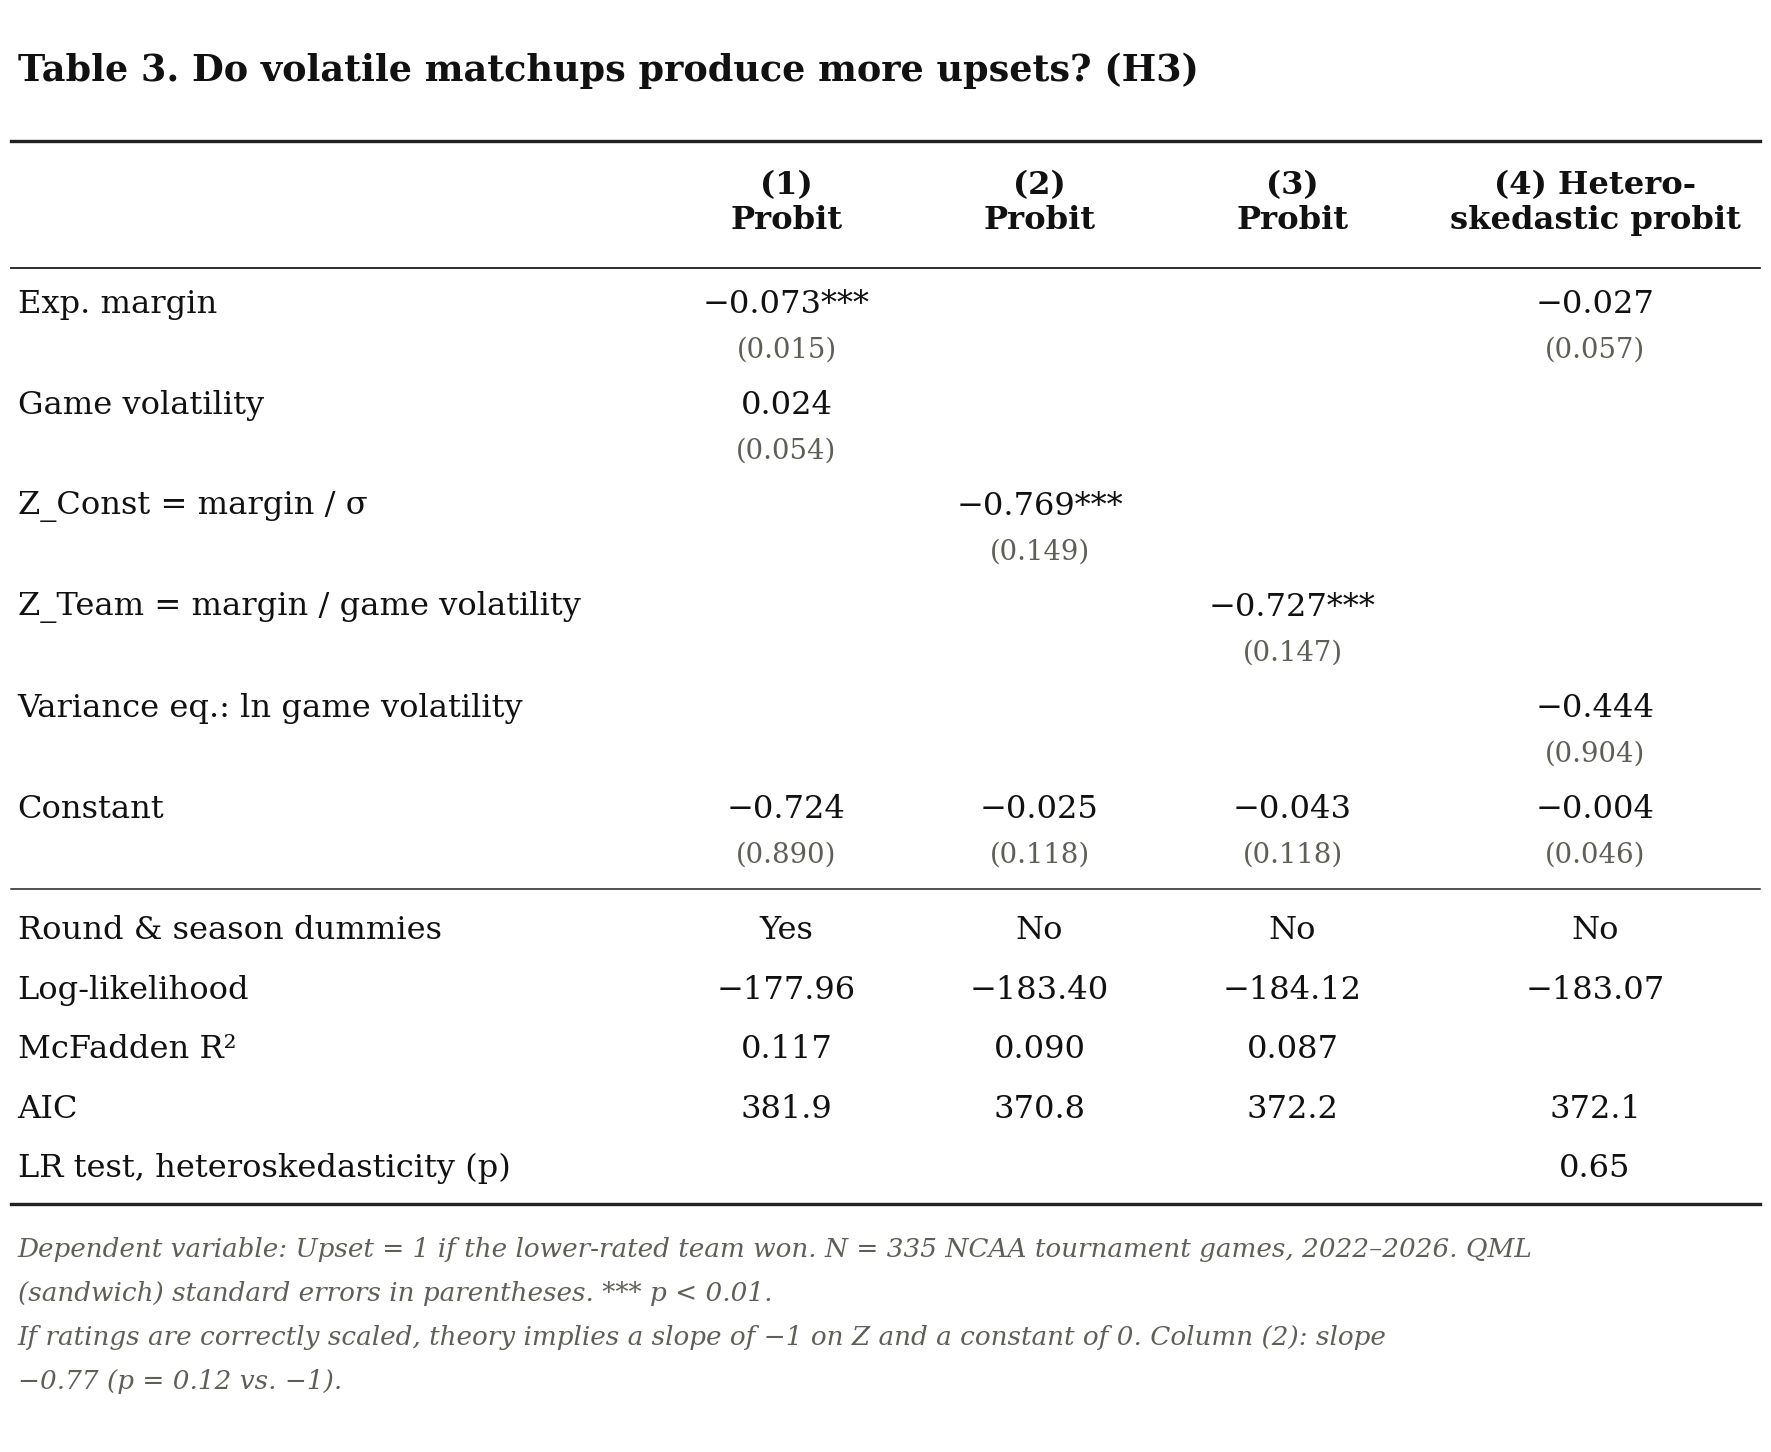 Table 3. Do volatile matchups produce more upsets? (H3)
(1) (2) (3) (4) Hetero-
Probit Probit Probit skedastic probit
Exp. margin −0.073*** −0.027
(0.015) (0.057)
Game volatility 0.024
(0.054)
Z_Const = margin / σ −0.769***
(0.149)
Z_Team = margin / game volatility −0.727***
(0.147)
Variance eq.: ln game volatility −0.444
(0.904)
Constant −0.724 −0.025 −0.043 −0.004
(0.890) (0.118) (0.118) (0.046)
Round & season dummies Yes No No No
Log-likelihood −177.96 −183.40 −184.12 −183.07
McFadden R² 0.117 0.090 0.087
AIC 381.9 370.8 372.2 372.1
LR test, heteroskedasticity (p) 0.65
Dependent variable: Upset = 1 if the lower-rated team won. N = 335 NCAA tournament games, 2022–2026. QML
(sandwich) standard errors in parentheses. *** p < 0.01.
If ratings are correctly scaled, theory implies a slope of −1 on Z and a constant of 0. Column (2): slope
−0.77 (p = 0.12 vs. −1).